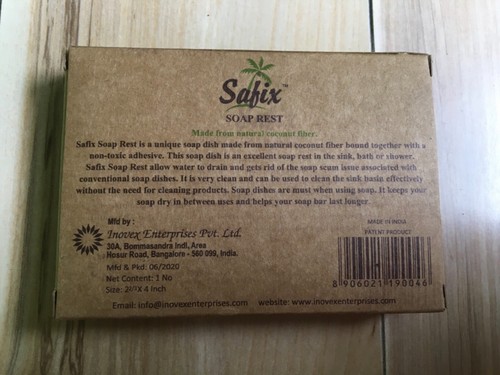 Safix™
SOAP REST
Made from natural coconut fiber.
Safix Soap Rest is a unique soap dish made from natural coconut fiber bound together with a
non-toxic adhesive. This soap dish is an excellent soap rest in the sink, bath or shower.
Safix Soap Rest allow water to drain and gets rid of the soap scum issue associated with
conventional soap dishes. It is very clean and can be used to clean the sink basin effectively
without the need for cleaning products. Soap dishes are must when using soap. It keeps your
soap dry in between uses and helps your soap bar last longer.
Mfd by :
Inovex Enterprises Pvt. Ltd.
30A, Bommasandra Indl, Area
Hosur Road, Bangalore - 560 099, India.
Mfd & Pkd: 06/2020
Net Content: 1 No
Size: X 4 Inch
MADE IN INDIA
PATENT PRODUCT
8 906021 190046
Email: info@inovexenterprises.com website: www.inovexenterprises.com